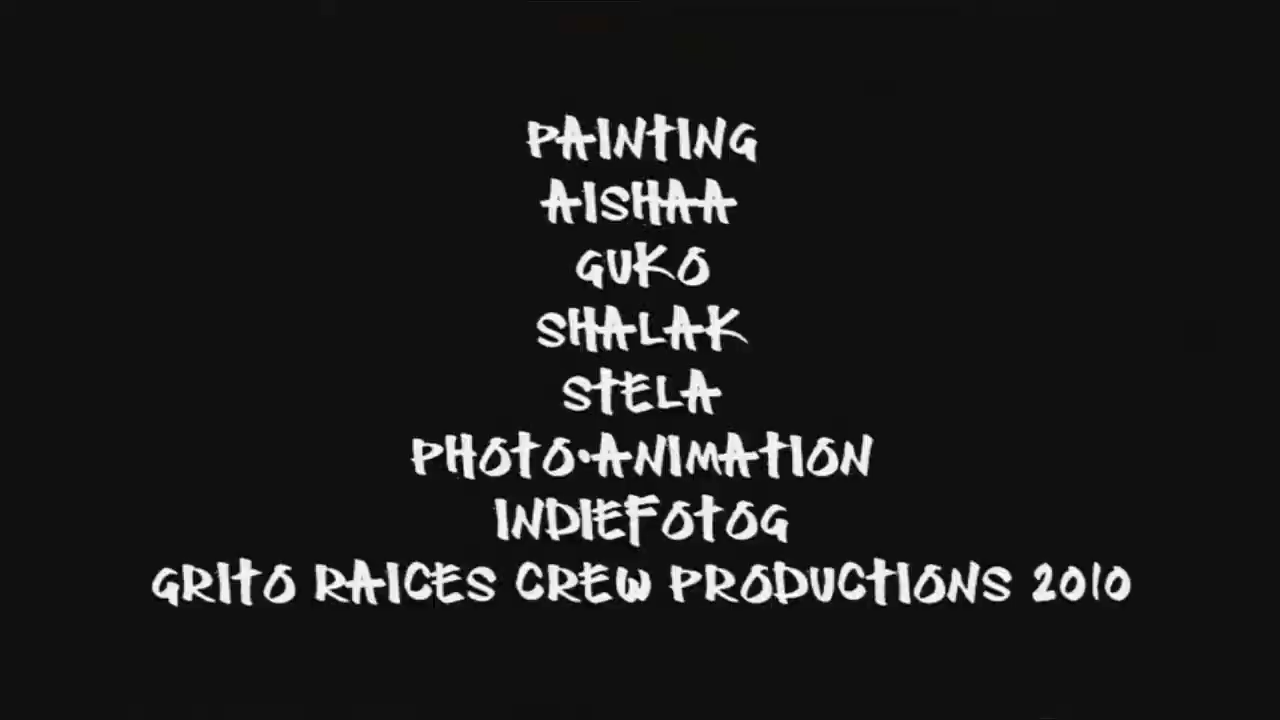 PAINTING
AISHAA
GUKO
SHALAK
STELA
PHOTO•ANIMATION
INDIEFOTOG
GRITO RAICES CREW PRODUCTIONS 2010